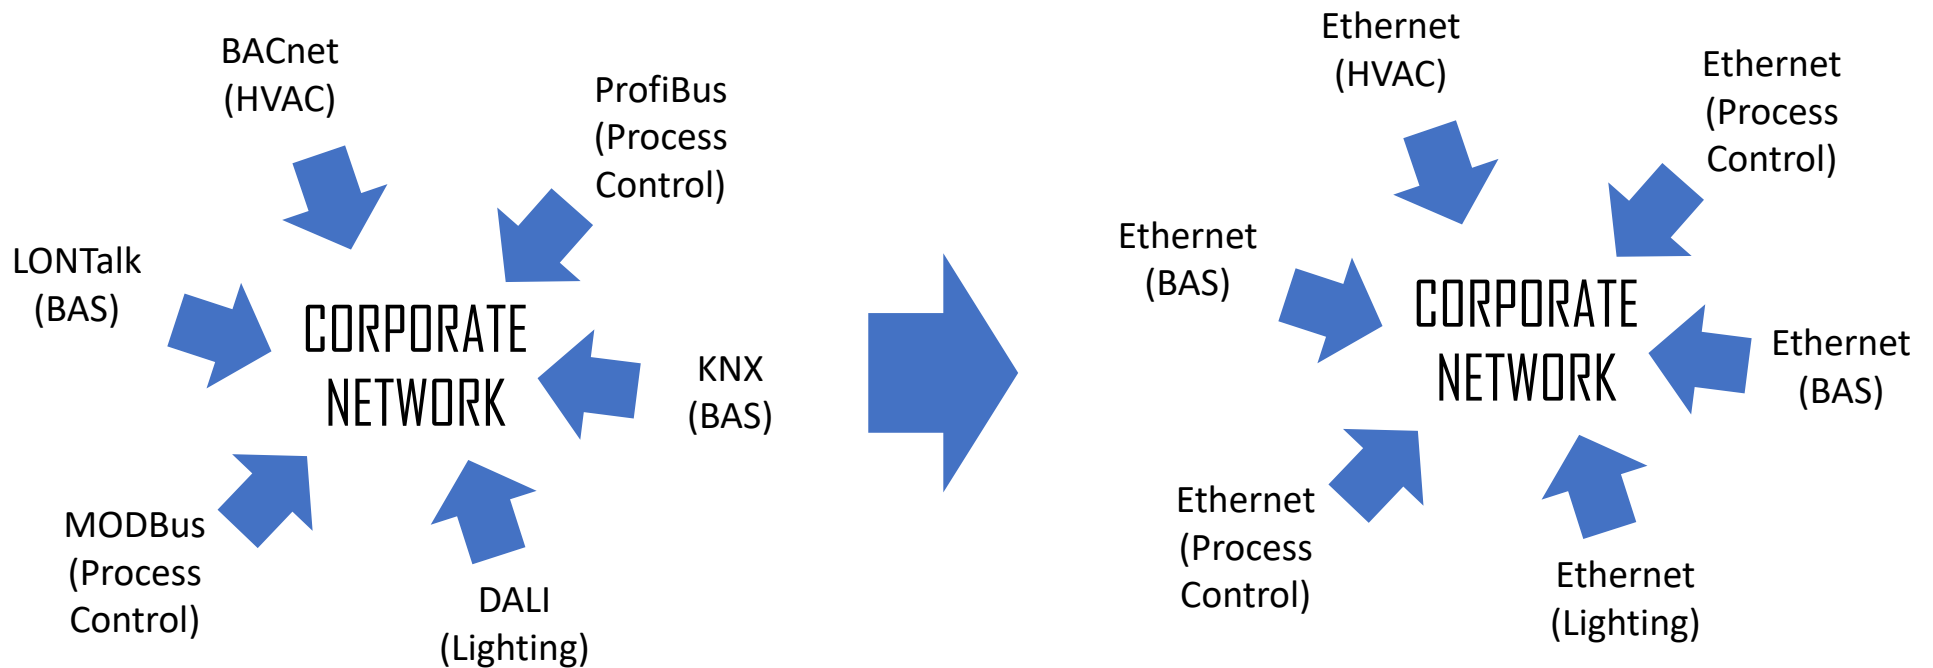 BACnet
(HVAC)
ProfiBus
(Process
Control)
LONTalk
(BAS)
CORPORATE
NETWORK
KNX
(BAS)
MODBus
(Process
Control)
DALI
(Lighting)
Ethernet
(HVAC)
Ethernet
(Process
Control)
Ethernet
(BAS)
CORPORATE
NETWORK
Ethernet
(BAS)
Ethernet
(Process
Control)
Ethernet
(Lighting)